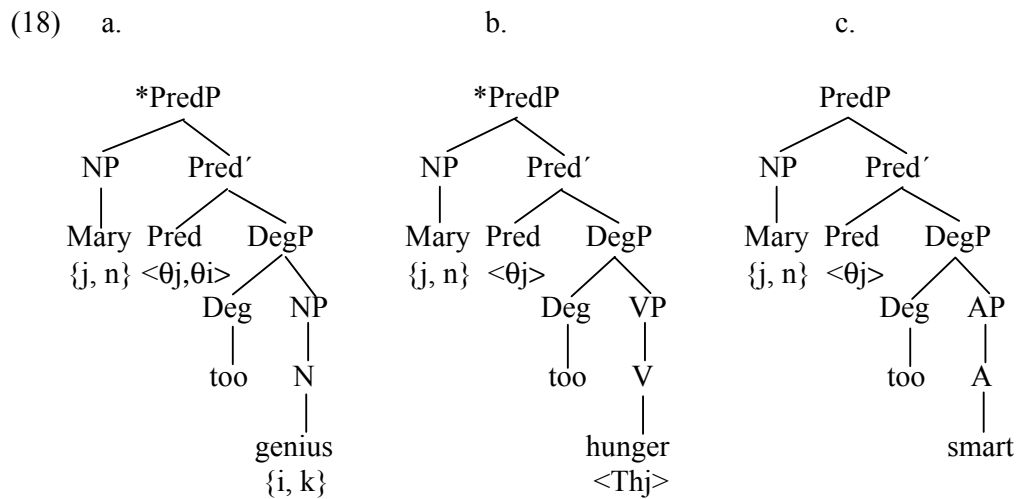 (18) a. b. c.
*PredP *PredP PredP
NP Pred´ NP Pred´ NP Pred´
Mary Pred DegP Mary Pred DegP Mary Pred DegP
{j, n} <θj,θi> {j, n} <θj> {j, n} <θj>
Deg NP Deg VP Deg AP
too N too V too A
genius hunger smart
{i, k} <Thj>